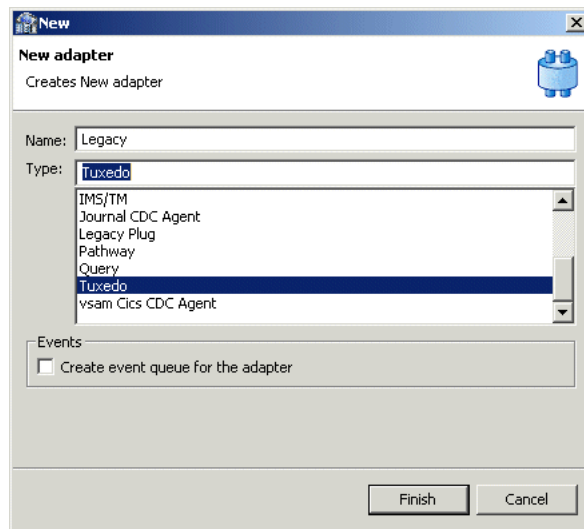 New
New adapter
Creates New adapter
Name: Legacy
Type: Tuxedo
IMS/TM
Journal CDC Agent
Legacy Plug
Pathway
Query
Tuxedo
vsam Cics CDC Agent
Events
Create event queue for the adapter
Finish Cancel